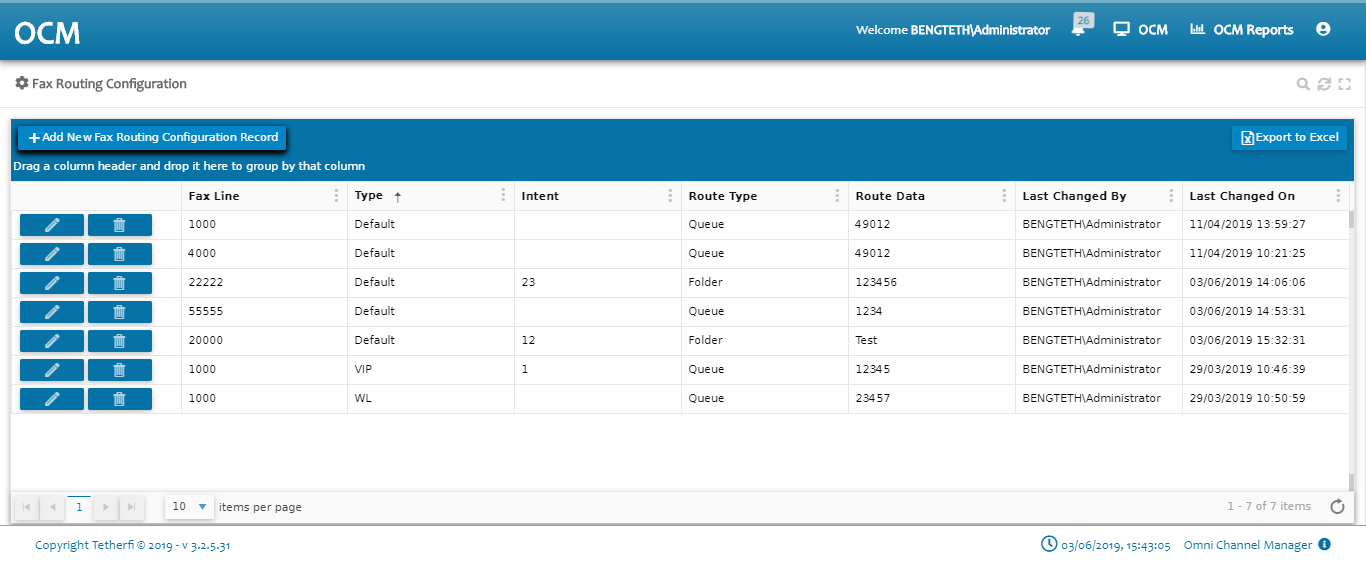 OCM
Welcome BENGTETH\Administrator 26 OCM OCM Reports
Fax Routing Configuration
Add New Fax Routing Configuration Record Export to Excel
Drag a column header and drop it here to group by that column
Fax Line Type Intent Route Type Route Data Last Changed By Last Changed On
1000 Default Queue 49012 BENGTETH\Administrator 11/04/2019 13:59:27
4000 Default Queue 49012 BENGTETH\Administrator 11/04/2019 10:21:25
22222 Default 23 Folder 123456 BENGTETH\Administrator 03/06/2019 14:06:06
55555 Default Queue 1234 BENGTETH\Administrator 03/06/2019 14:53:31
20000 Default 12 Folder Test BENGTETH\Administrator 03/06/2019 15:32:31
1000 VIP 1 Queue 12345 BENGTETH\Administrator 29/03/2019 10:46:39
1000 WL Queue 23457 BENGTETH\Administrator 29/03/2019 10:50:59
1 10 items per page 1 - 7 of 7 items
Copyright Tetherfi © 2019 - v 3.2.5.31 03/06/2019, 15:43:05 Omni Channel Manager